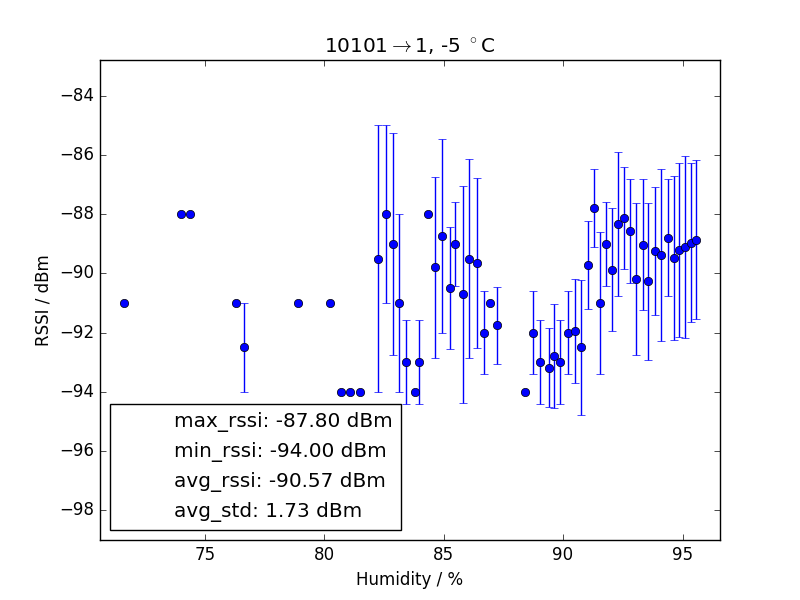 10101→1, -5 °C
−84
−86
−88
−90
−92
−94
−96
−98
RSSI / dBm
max_rssi: -87.80 dBm
min_rssi: -94.00 dBm
avg_rssi: -90.57 dBm
avg_std: 1.73 dBm
75 80 85 90 95
Humidity / %